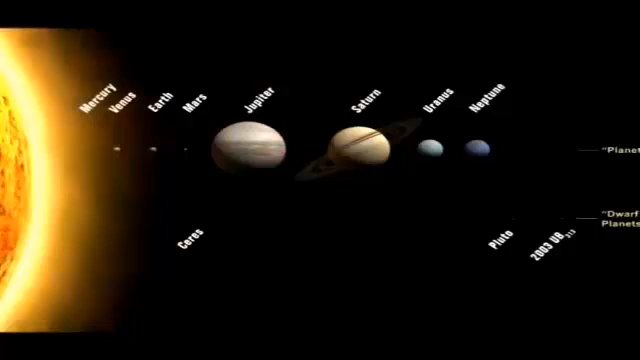 Mercury
Venus
Earth
Mars
Jupiter
Saturn
Uranus
Neptune
"Planet
Ceres
Pluto
2003 UB313
"Dwarf
Planets